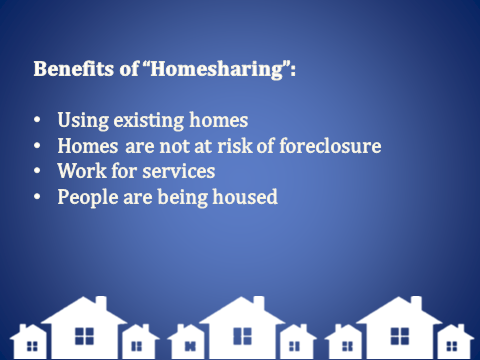 Benefits of “Homesharing”:
• Using existing homes
• Homes are not at risk of foreclosure
• Work for services
• People are being housed